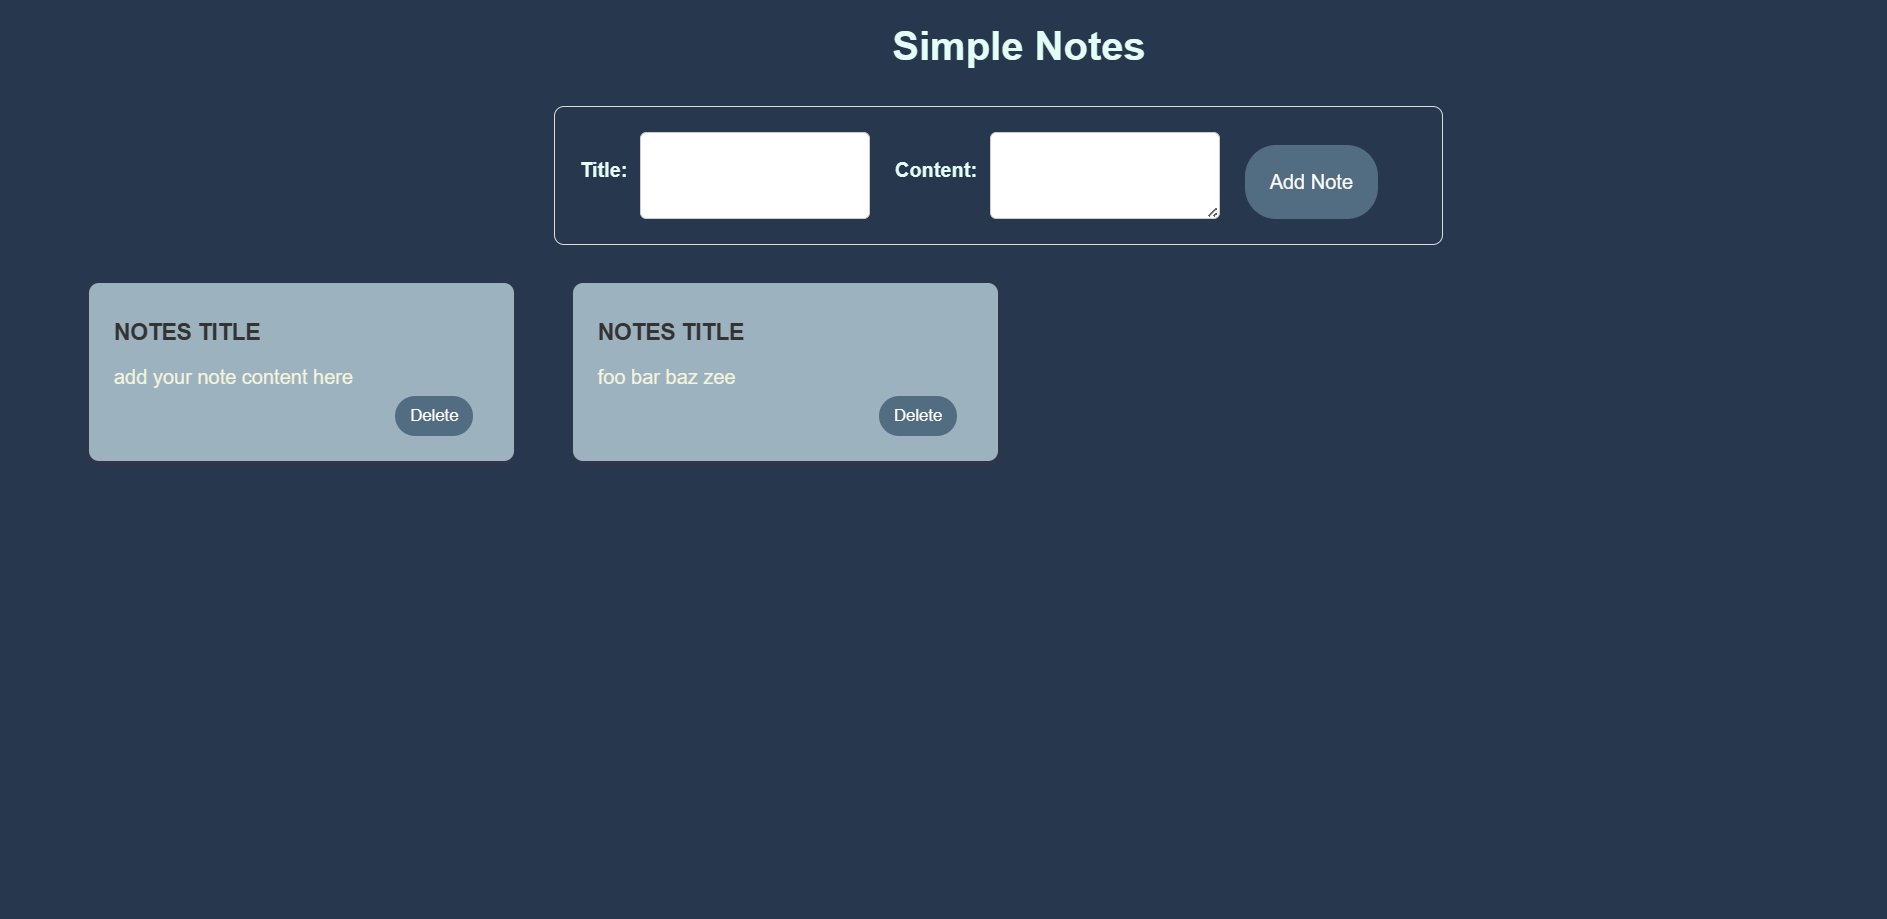 Simple Notes
Title:
Content:
Add Note
NOTES TITLE
add your note content here
Delete
NOTES TITLE
foo bar baz zee
Delete